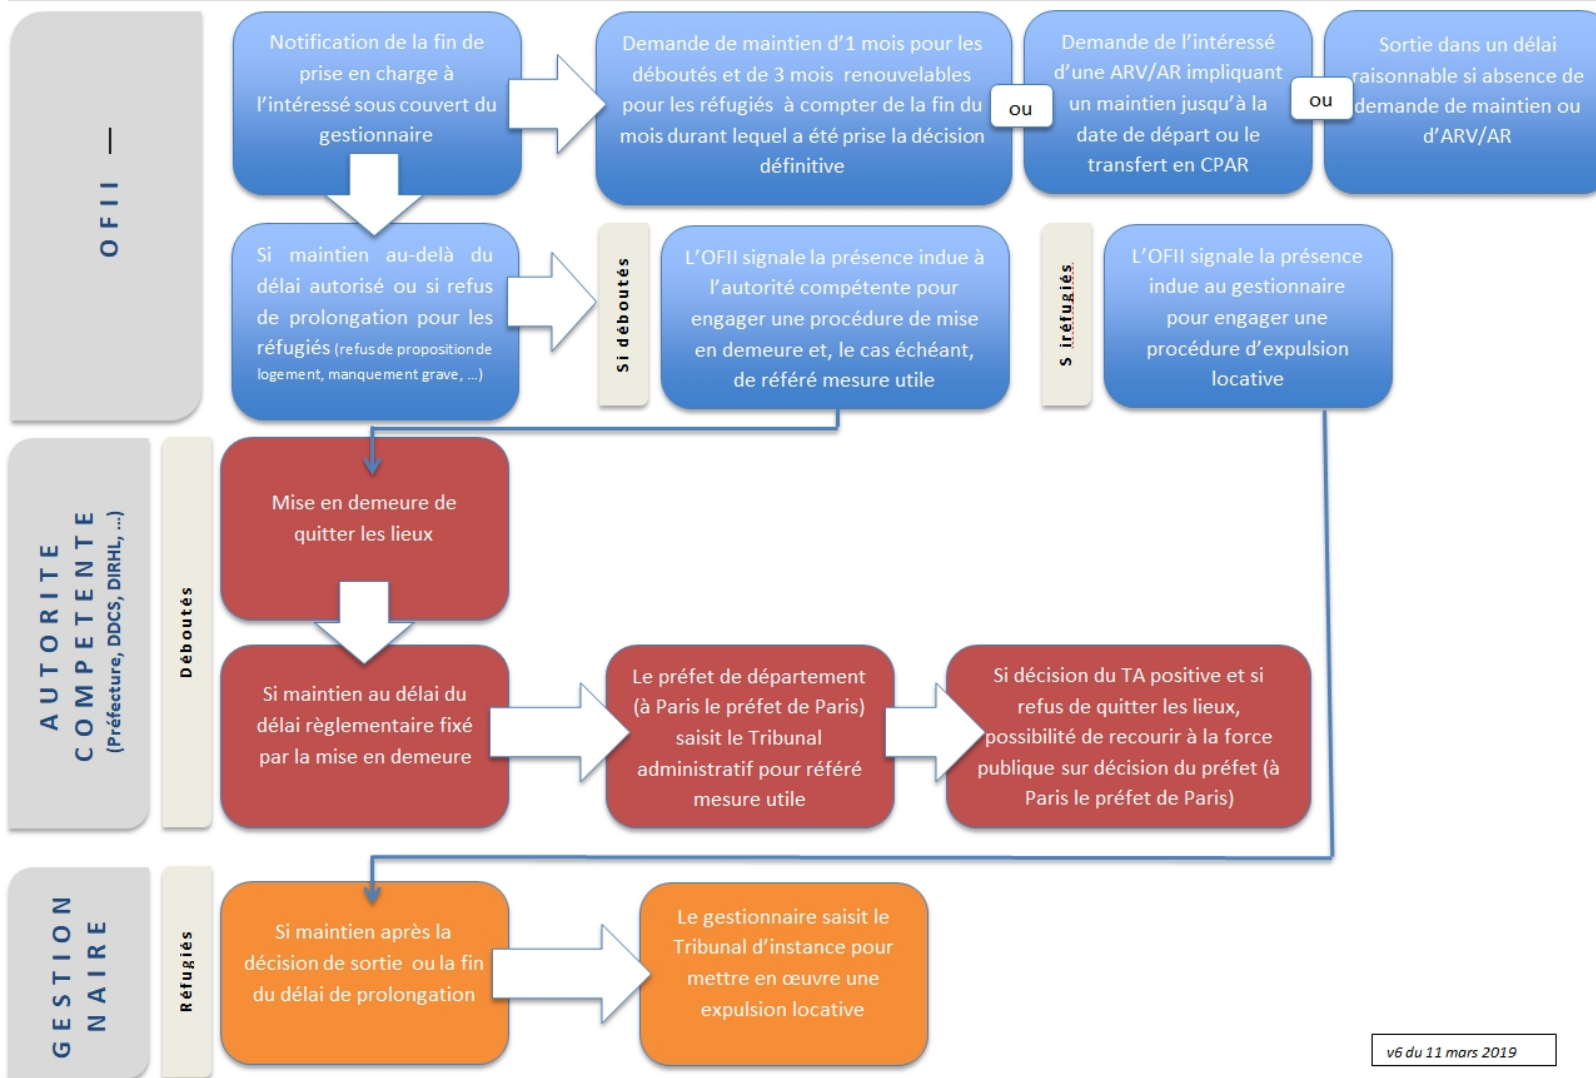 OFII —
Notification de la fin de
prise en charge à
l'intéressé sous couvert du
gestionnaire
Demande de maintien d'1 mois pour les
déboutés et de 3 mois renouvelables
pour les réfugiés à compter de la fin du
mois durant lequel a été prise la décision
définitive
ou
Demande de l'intéressé
d'une ARV/AR impliquant
un maintien jusqu'à la
date de départ ou le
transfert en CPAR
ou
Sortie dans un délai
raisonnable si absence de
demande de maintien ou
d'ARV/AR
Si maintien au-delà du
délai autorisé ou si refus
de prolongation pour les
réfugiés (refus de proposition de
logement, manquement grave, ...)
Si déboutés
L'OFII signale la présence indue à
l'autorité compétente pour
engager une procédure de mise
en demeure et, le cas échéant,
de référé mesure utile
S iréfugiés
L'OFII signale la présence
indue au gestionnaire
pour engager une
procédure d'expulsion
locative
AUTORITE
COMPETENTE
(Préfecture, DDCS, DIRHL, ...)
Déboutés
Mise en demeure de
quitter les lieux
Si maintien au délai du
délai règlementaire fixé
par la mise en demeure
Le préfet de département
(à Paris le préfet de Paris)
saisit le Tribunal
administratif pour référé
mesure utile
Si décision du TA positive et si
refus de quitter les lieux,
possibilité de recourir à la force
publique sur décision du préfet (à
Paris le préfet de Paris)
GESTION
NAIRE
Réfugiés
Si maintien après la
décision de sortie ou la fin
du délai de prolongation
Le gestionnaire saisit le
Tribunal d'instance pour
mettre en œuvre une
expulsion locative
v6 du 11 mars 2019